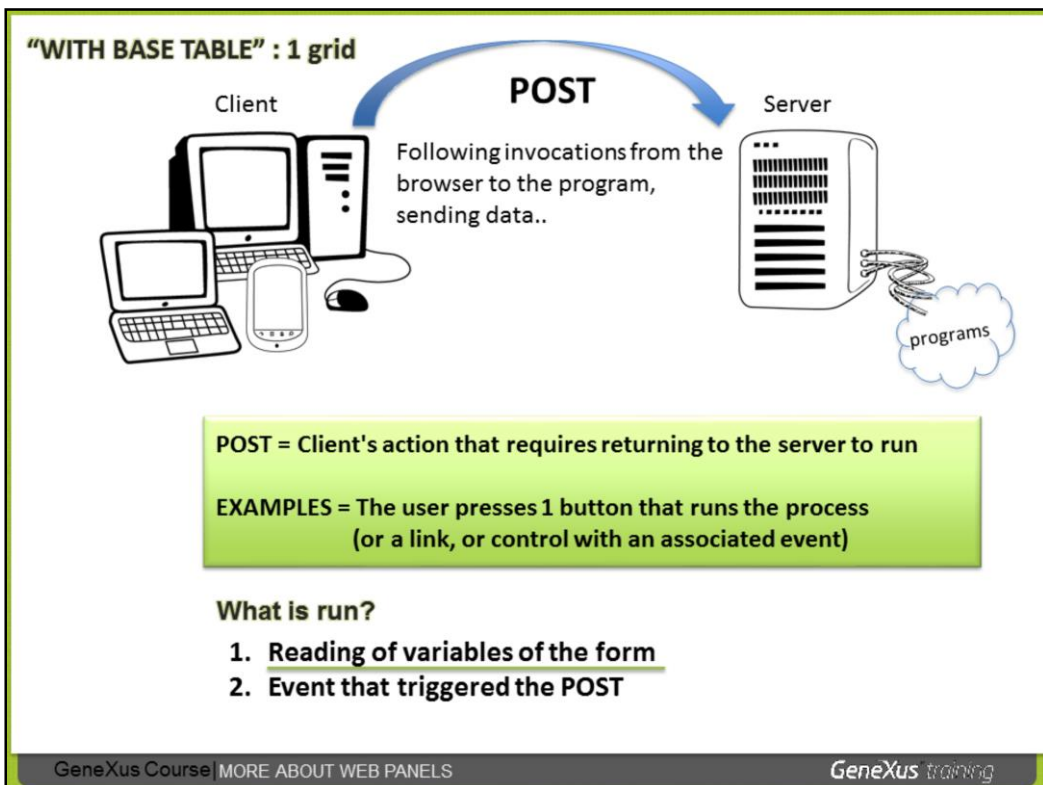 “WITH BASE TABLE” : 1 grid
POST
Client
Server
Following invocations from the
browser to the program,
sending data..
programs
POST = Client's action that requires returning to the server to run
EXAMPLES = The user presses 1 button that runs the process
(or a link, or control with an associated event)
What is run?
1. Reading of variables of the form
2. Event that triggered the POST
GeneXus Course| MORE ABOUT WEB PANELS
GeneXus training